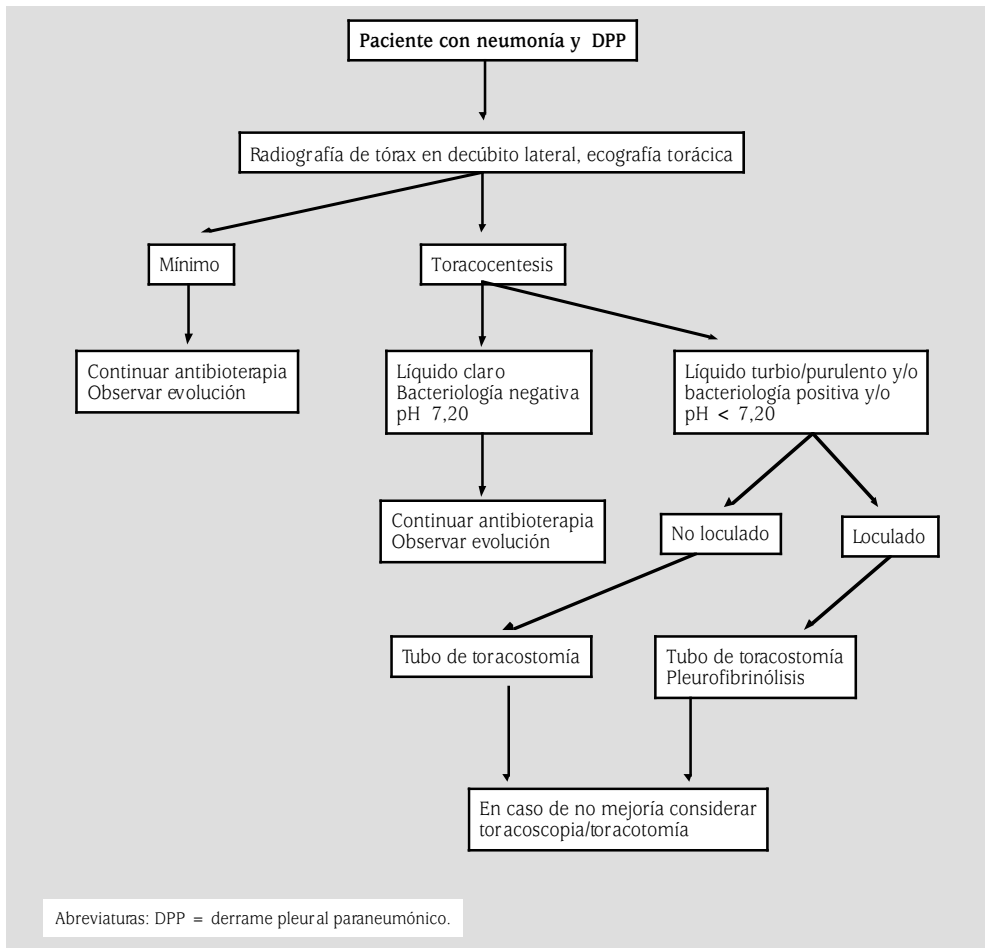 Paciente con neumonía y DPP
Radiografía de tórax en decúbito lateral, ecografía torácica
Mínimo
Toracocentesis
Continuar antibioterapia
Observar evolución
Líquido claro
Bacteriología negativa
pH 7,20
Líquido turbio/purulento y/o
bacteriología positiva y/o
pH < 7,20
Continuar antibioterapia
Observar evolución
No loculado
Loculado
Tubo de toracostomía
Tubo de toracostomía
Pleurofibrinólisis
En caso de no mejoría considerar
toracoscopia/toracotomía
Abreviaturas: DPP = derrame pleural paraneumónico.